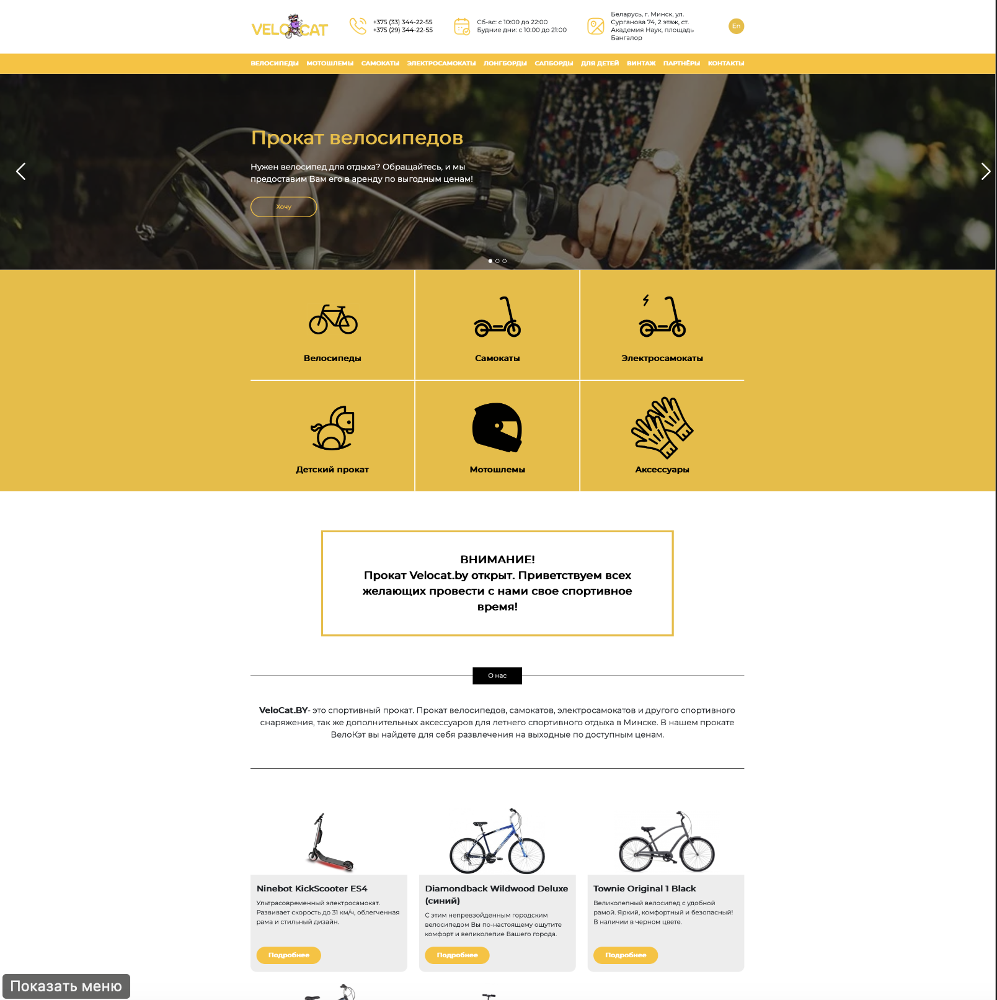 VELOCAT
+375 (33) 344-22-55
+375 (29) 344-22-55
Сб-вс: с 10:00 до 22:00
Будние дни: с 10:00 до 21:00
Беларусь, г. Минск, ул.
Сурганова 74, 2 этаж, ст.
Академия Наук, площадь
Бангалор
En
ВЕЛОСИПЕДЫ МОТОШЛЕМЫ САМОКАТЫ ЭЛЕКТРОСАМОКАТЫ ЛОНГБОРДЫ САПБОРДЫ ДЛЯ ДЕТЕЙ ВИНТАЖ ПАРТНЁРЫ КОНТАКТЫ
Прокат велосипедов
Нужен велосипед для отдыха? Обращайтесь, и мы
предоставим Вам его в аренду по выгодным ценам!
Хочу
Велосипеды
Самокаты
Электросамокаты
Детский прокат
Мотошлемы
Аксессуары
ВНИМАНИЕ!
Прокат Velocat.by открыт. Приветствуем всех
желающих провести с нами свое спортивное
время!
О нас
VeloCat.BY- это спортивный прокат. Прокат велосипедов, самокатов, электросамокатов и другого спортивного
снаряжения, так же дополнительных аксессуаров для летнего спортивного отдыха в Минске. В нашем прокате
ВелоКэт вы найдете для себя развлечения на выходные по доступным ценам.
Ninebot KickScooter ES4
Ультрасовременный электросамокат.
Развивает скорость до 31 км/ч, облегченная
рама и стильный дизайн.
Подробнее
Diamondback Wildwood Deluxe
(синий)
С этим непревзойденным городским
велосипедом Вы по-настоящему ощутите
комфорт и великолепие Вашего города.
Подробнее
Townie Original 1 Black
Великолепный велосипед с удобной
рамой. Яркий, комфортный и безопасный!
В наличии в черном цвете.
Подробнее
Показать меню